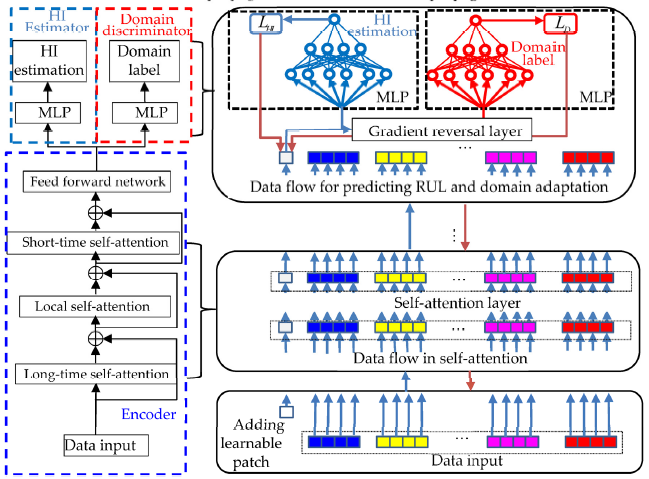 HI
Estimator
Domain
discriminator
HI
estimation
Domain
label
MLP
MLP
Feed forward network
Short-time self-attention
Local self-attention
Long-time self-attention
Encoder
Data input
L_HI
HI
estimation
MLP
L_D
Domain
label
MLP
Gradient reversal layer
...
Data flow for predicting RUL and domain adaptation
...
...
Self-attention layer
...
Data flow in self-attention
Adding
learnable
patch
...
Data input